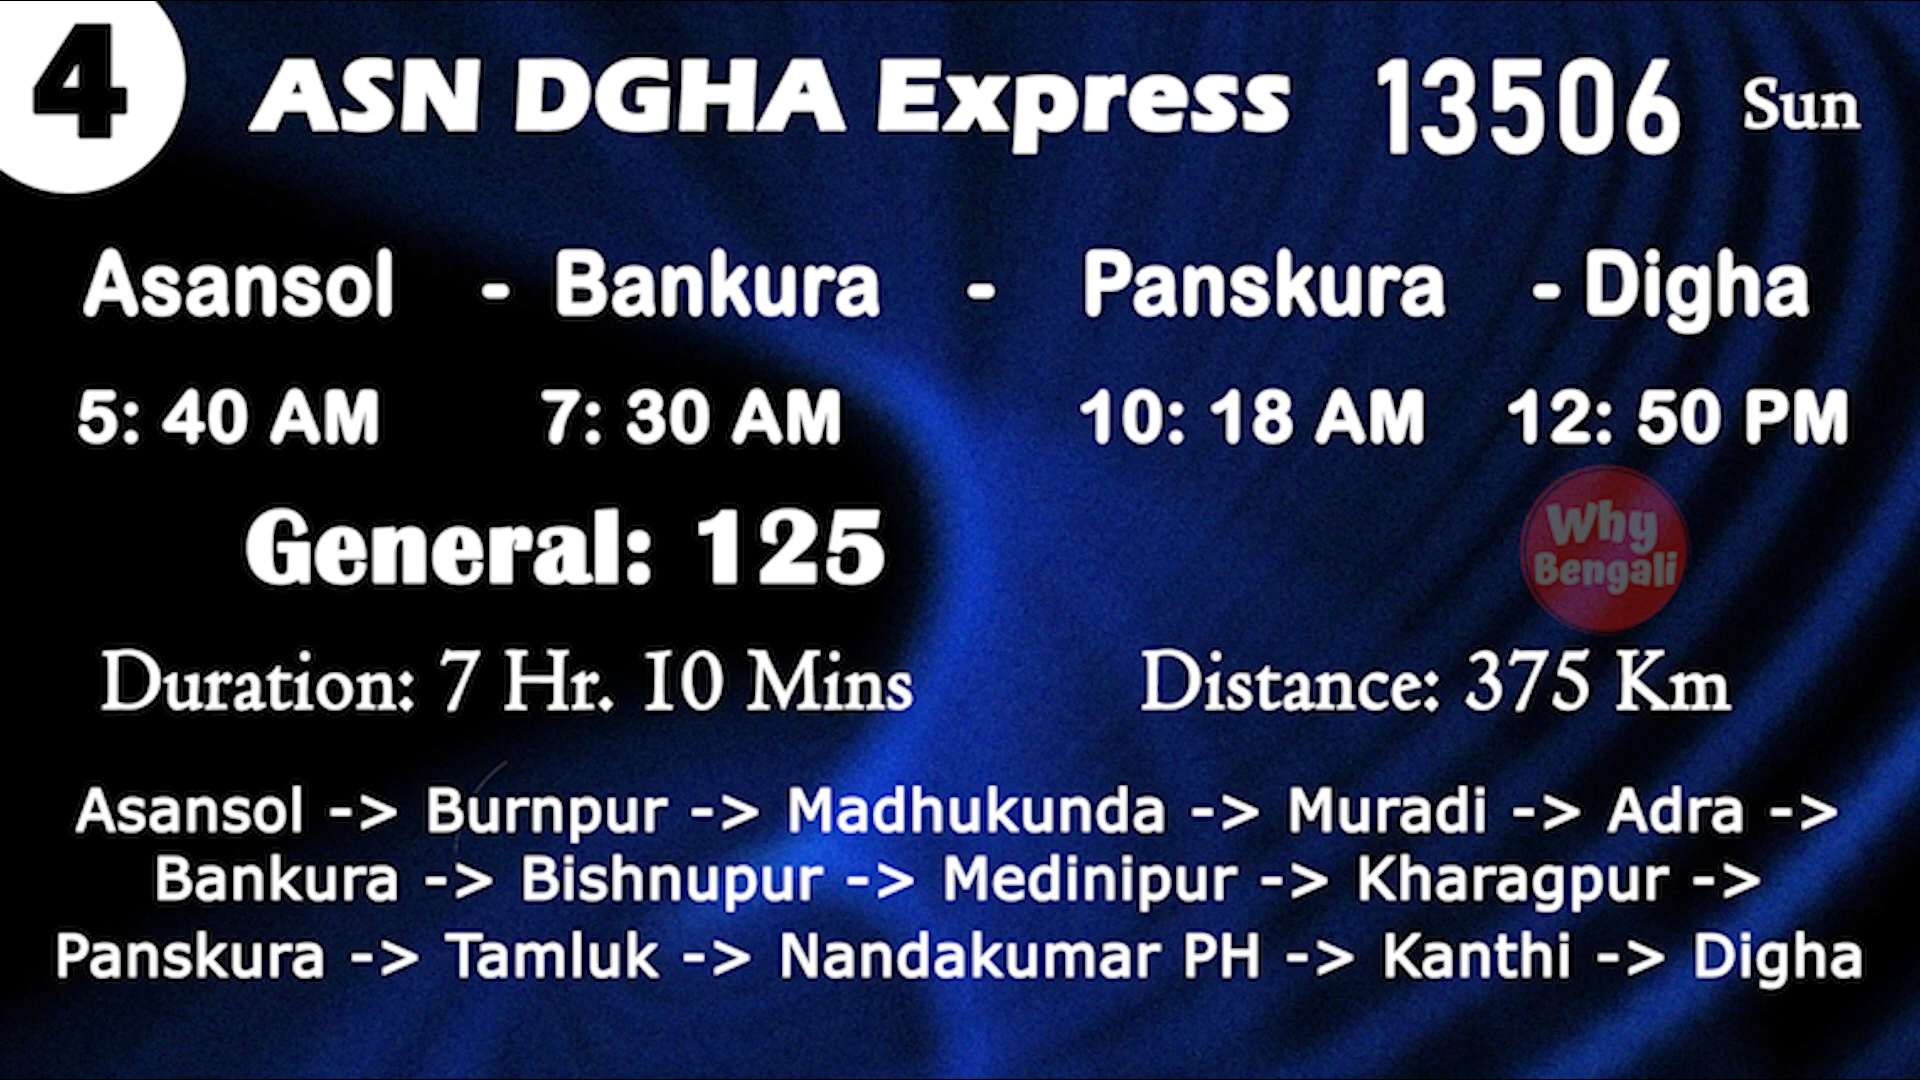 4
ASN DGHA Express 13506 Sun
Asansol - Bankura - Panskura - Digha
5: 40 AM 7: 30 AM 10: 18 AM 12: 50 PM
General: 125
Why
Bengali
Duration: 7 Hr. 10 Mins Distance: 375 Km
Asansol -> Burnpur -> Madhukunda -> Muradi -> Adra ->
Bankura -> Bishnupur -> Medinipur -> Kharagpur ->
Panskura -> Tamluk -> Nandakumar PH -> Kanthi -> Digha